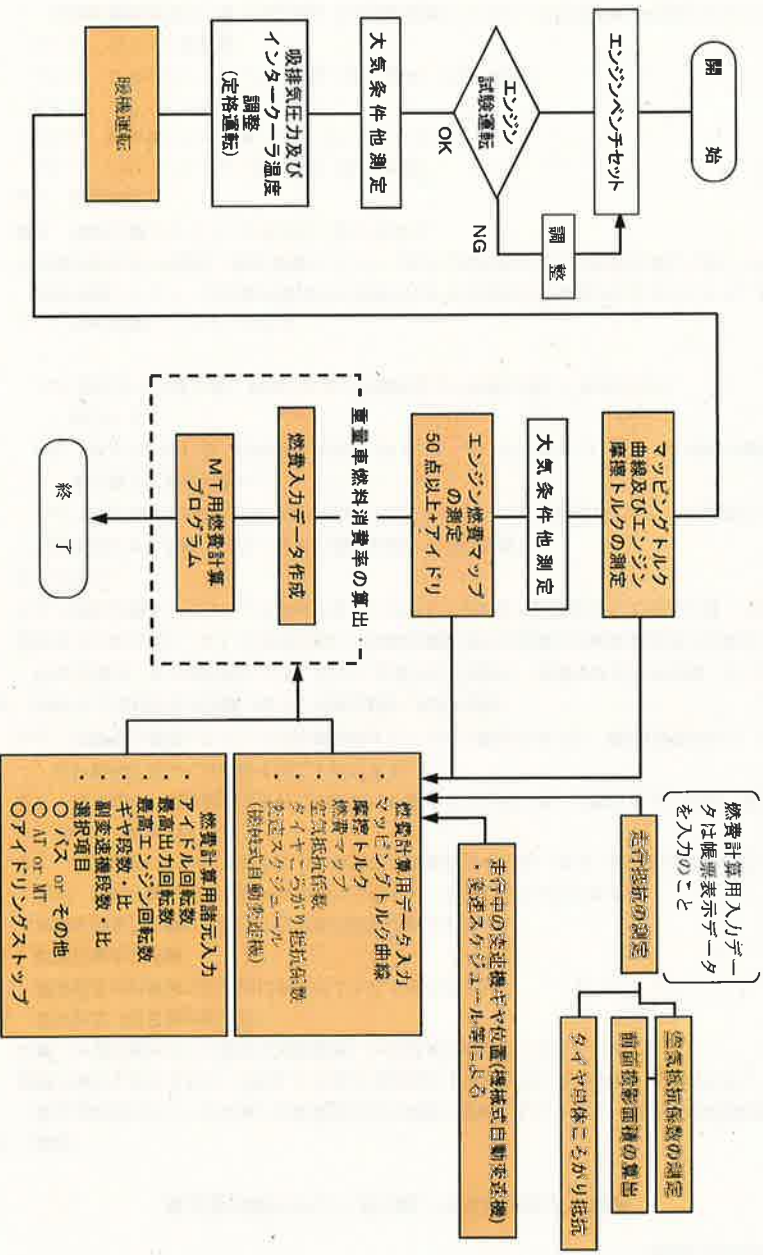 開始
エンジンベンチセット
調整
エンジン
試験運転
NG
OK
大気条件他測定
吸排気圧力及び
インタークーラ温度
調整
(定格運転)
暖機運転
マッピングトルク
曲線及びエンジン
摩擦トルクの測定
大気条件他測定
エンジン燃費マップ
の測定
50点以上+アイドリ
重量車燃料消費率の算出
燃費入力データ作成
MT用燃費計算
プログラム
終了
燃費計算用入力デー
タは帳票表示データ
を入力のこと
走行抵抗の測定
空気抵抗係数の測定
前面投影面積の算出
タイヤ単体ころがり抵抗
走行中の変速機ギヤ位置(機械式自動変速機)
変速スケジュール等による
燃費計算用データ入力
・マッピングトルク曲線
・摩擦トルク
・燃費マップ
・空気抵抗係数
・タイヤころがり抵抗係数
・変速スケジュール
(機械式自動変速機)
燃費計算用諸元入力
・アイドル回転数
・最高出力回転数
・最高エンジン回転数
・ギヤ段数・比
・副変速機段数・比
・選択項目
○バス or その他
○AT or MT
○アイドリングストップ